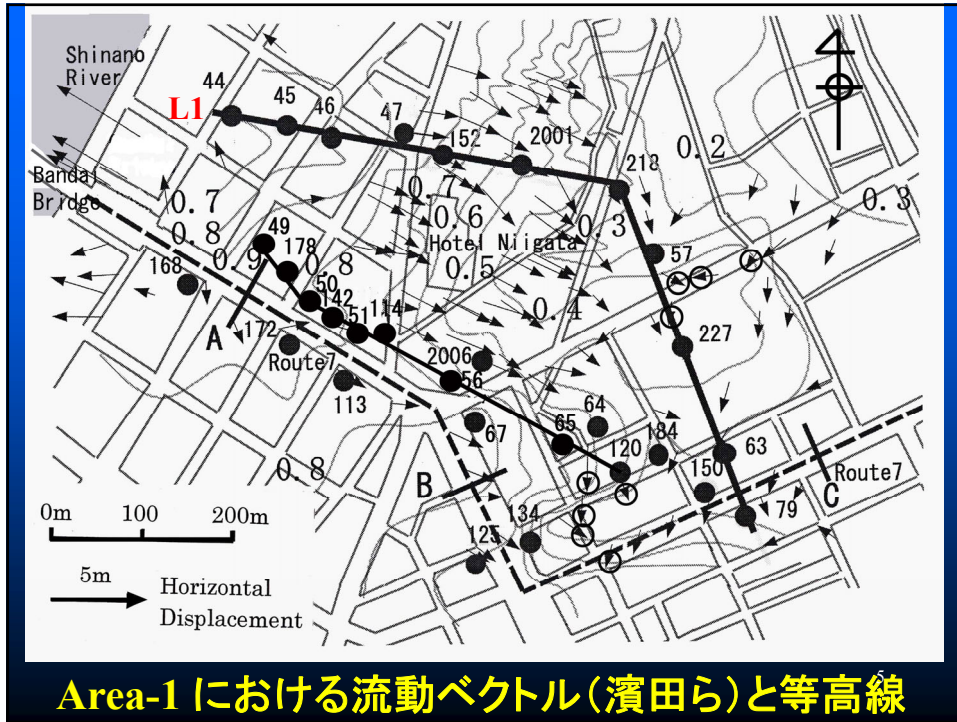 Shinano
River
44
L1
45
46
47
152
2001
218
0.2
Bandai
Bridge
0.7
0.7
0.3
0.8
49
0.6
0.3
Hotel Niigata
0.9
178
0.8
0.5
57
168
50
0.4
142
51
114
A
172
Route7
2006
56
227
113
64
67
65
184
63
120
0.8
B
150
Route7
C
79
134
125
0m 100 200m
5m
Horizontal
Displacement
5
Area-1 における流動ベクトル(濱田ら)と等高線